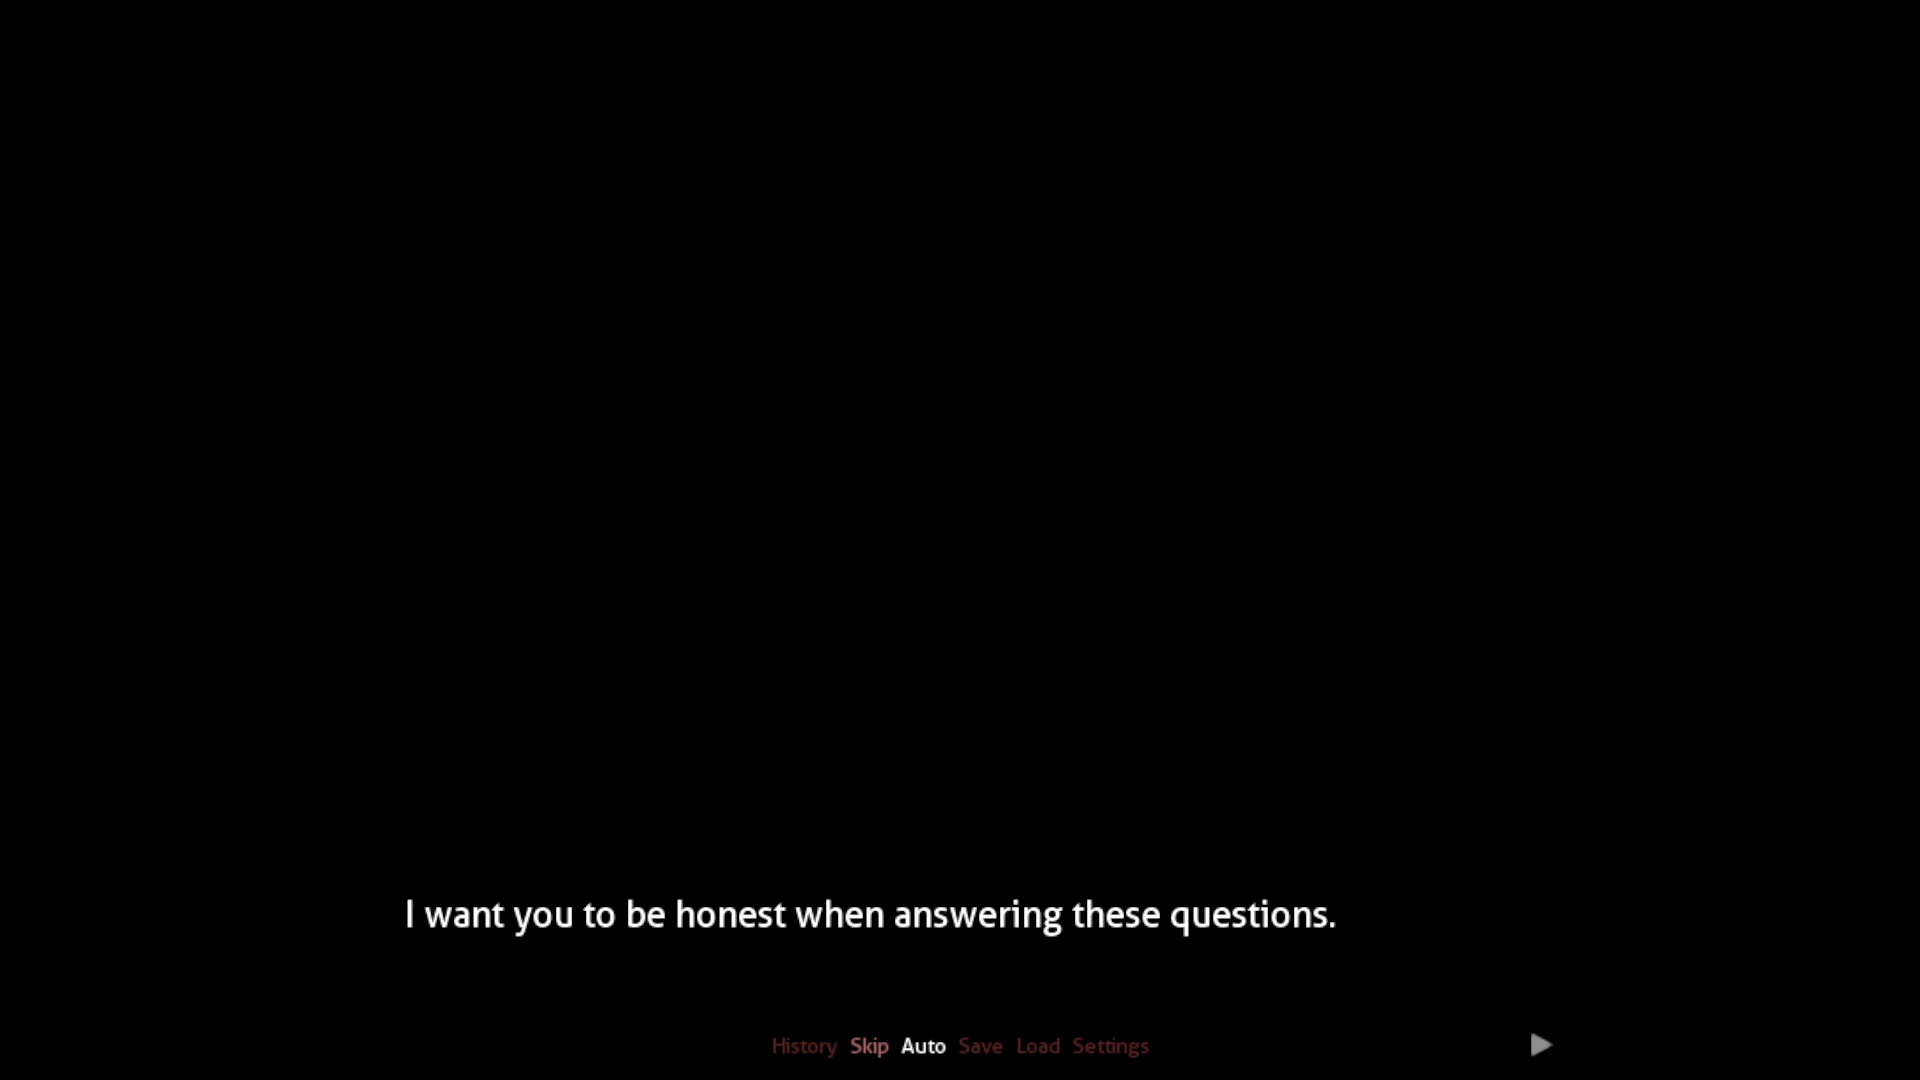 I want you to be honest when answering these questions.
History Skip Auto Save Load Settings